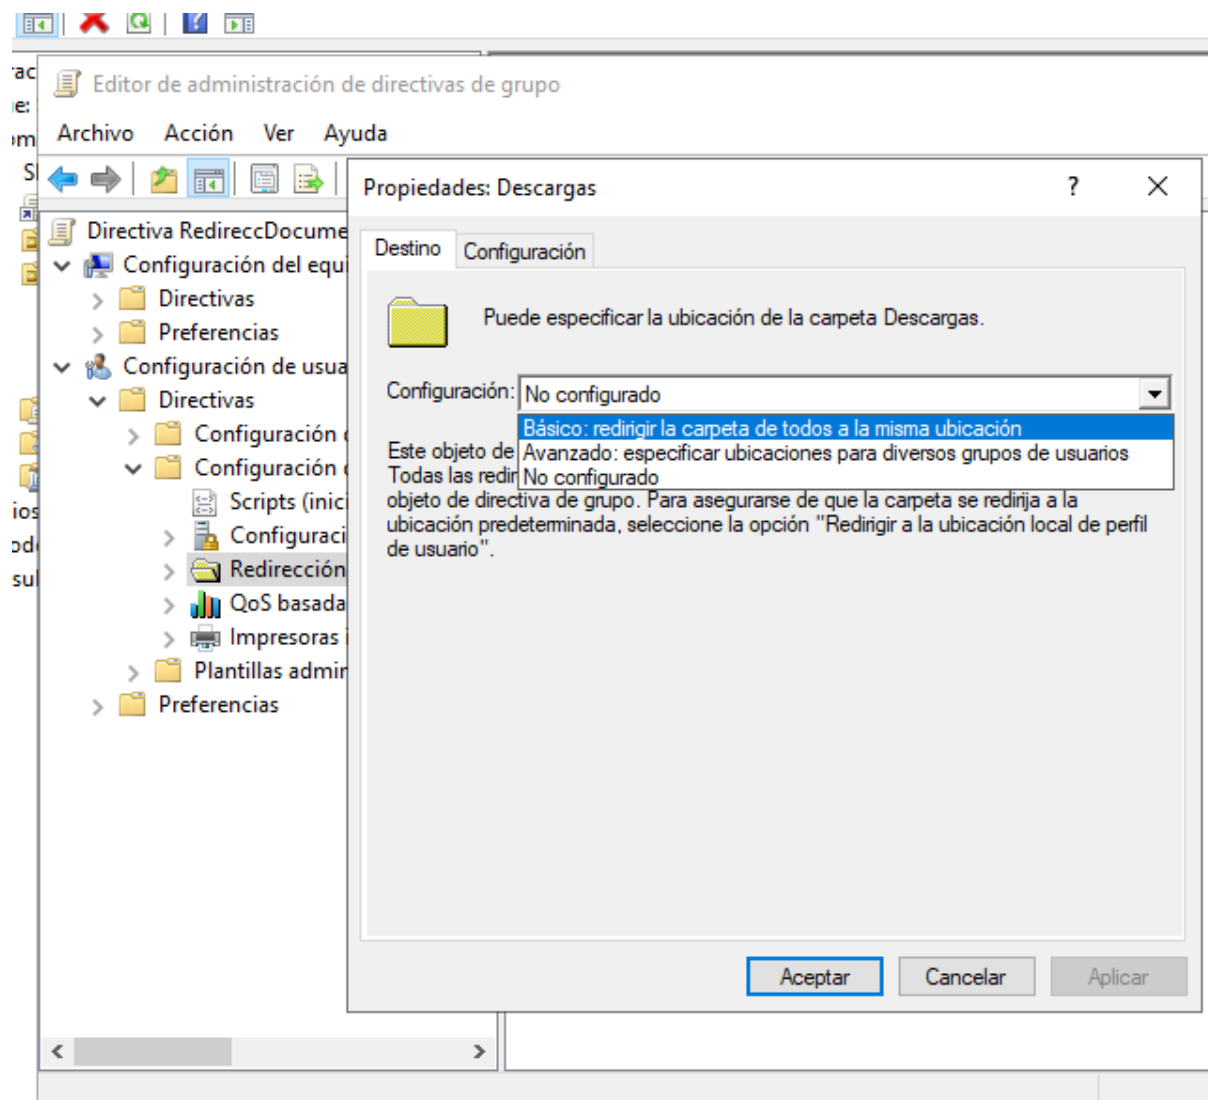 Editor de administración de directivas de grupo
Archivo Acción Ver Ayuda
Propiedades: Descargas
?
Directiva RedireccDocume
Configuración del equi
Directivas
Preferencias
Configuración de usua
Directivas
Configuración
Configuración
Scripts (inici
Configuraci
Redirección
QoS basada
Impresoras i
Plantillas admir
Preferencias
Destino Configuración
Puede especificar la ubicación de la carpeta Descargas.
Configuración: No configurado
Básico: redirigir la carpeta de todos a la misma ubicación
Este objeto de
Avanzado: especificar ubicaciones para diversos grupos de usuarios
Todas las redir
No configurado
objeto de directiva de grupo. Para asegurarse de que la carpeta se redirija a la
ubicación predeterminada, seleccione la opción "Redirigir a la ubicación local de perfil
de usuario".
Aceptar Cancelar Aplicar